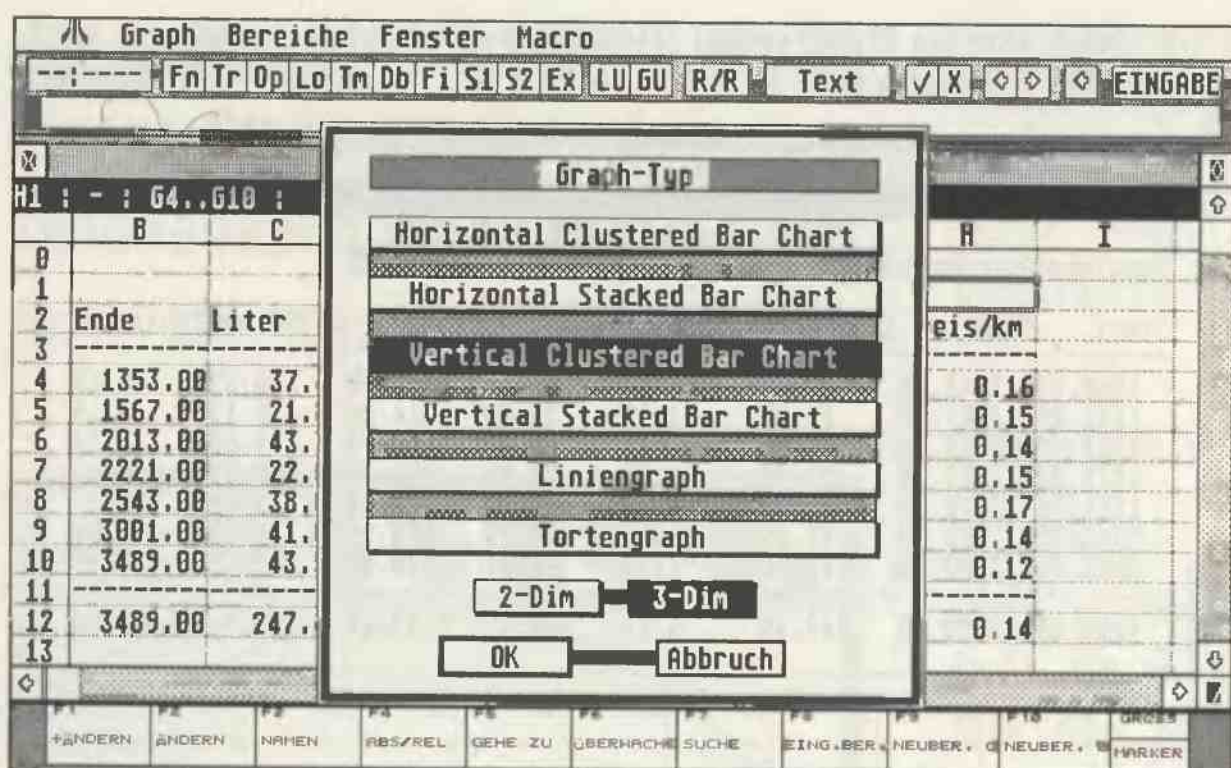 Graph Bereiche Fenster Macro
--:---- Fn Tr Op Lo Tm Db Fi S1 S2 Ex LU GU R/R Text EINGABE
Graph-Typ
H1 : - : G4..G10 :
B C H I
Horizontal Clustered Bar Chart
0
1
Horizontal Stacked Bar Chart
2 Ende Liter eis/km
3
Vertical Clustered Bar Chart
4 1353.00 37. 0.16
5 1567.00 21. 0.15
Vertical Stacked Bar Chart
6 2013.00 43. 0.14
7 2221.00 22. 0.15
Liniengraph
8 2543.00 38. 0.17
9 3001.00 41. 0.14
Tortengraph
10 3489.00 43. 0.12
11
2-Dim 3-Dim
12 3489.00 247. 0.14
13
OK Abbruch
F1 F2 F3 F4 F5 F6 F7 F8 F9 F10 GROSS
+ÄNDERN ÄNDERN NAMEN ABS/REL GEHE ZU ÜBERWACHE SUCHE EING.BER. NEUBER. NEUBER. MARKER